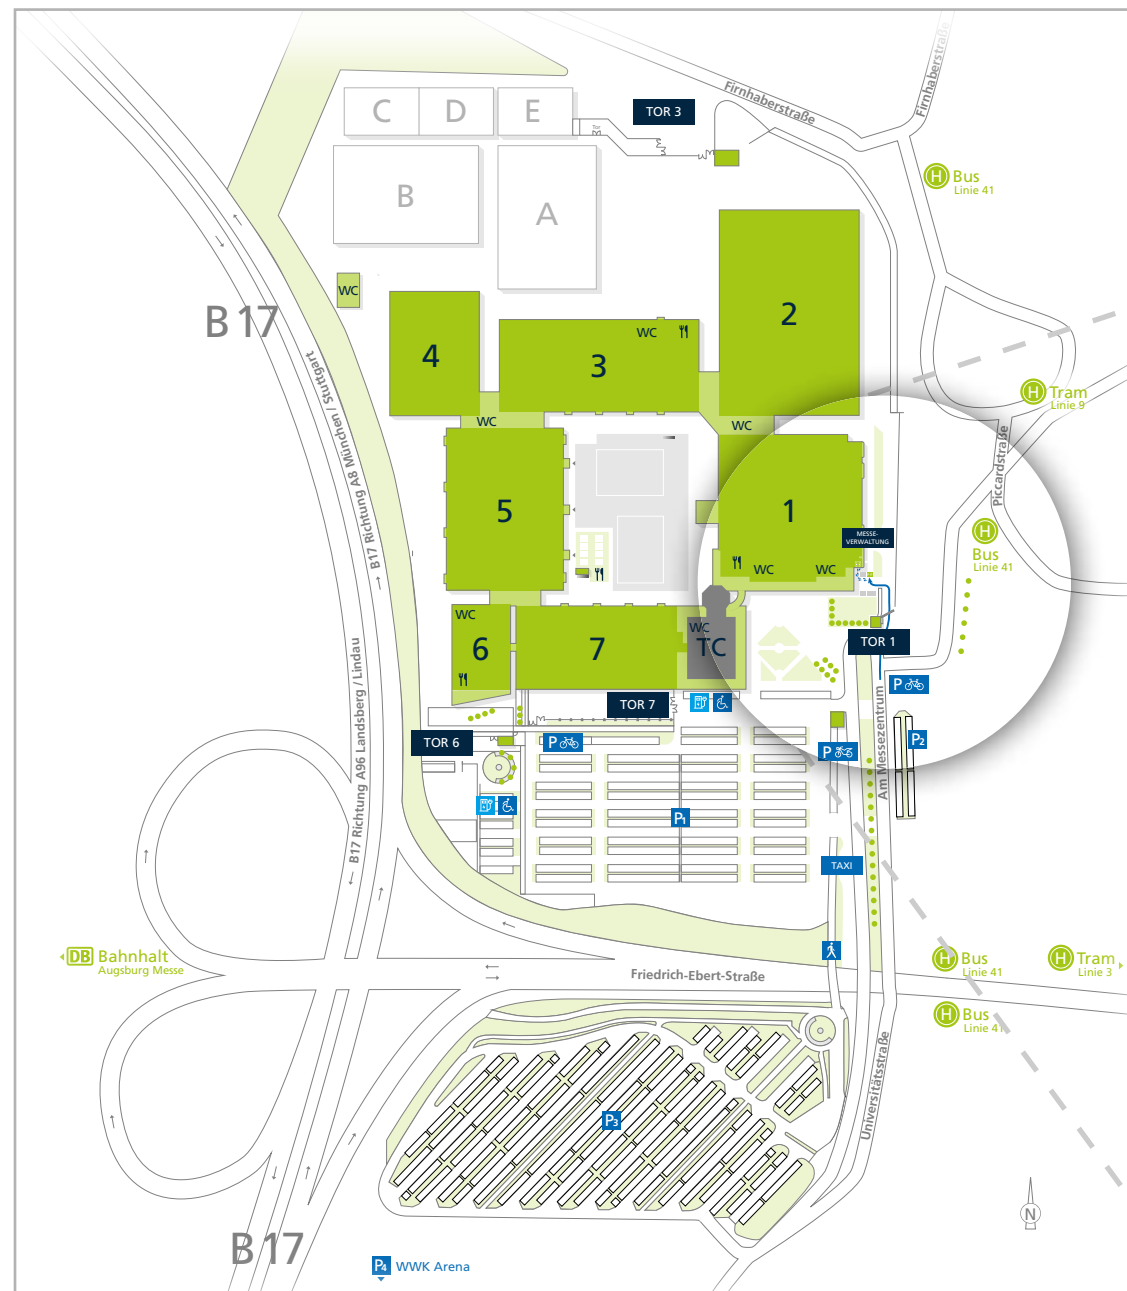 Firnhaberstraße
Firnhaberstraße
C
D
E
Tor
TOR 3
B
A
H Bus
Linie 41
WC
B 17
4
3
WC
2
B17 Richtung A8 München / Stuttgart
H Tram
Linie 9
WC
WC
Piccardstraße
5
1
MESSE-
VERWALTUNG
H
Bus
Linie 41
WC
WC
WC
6
7
WC
TC
TOR 1
B17 Richtung A96 Landsberg / Lindau
TOR 7
P
Am Messezentrum
TOR 6
P
P
P2
P1
TAXI
DB Bahnhalt
Augsburg Messe
H Bus
Linie 41
H Tram
Linie 3
Friedrich-Ebert-Straße
H Bus
Linie 41
Universitätsstraße
P3
N
B 17
P4 WWK Arena